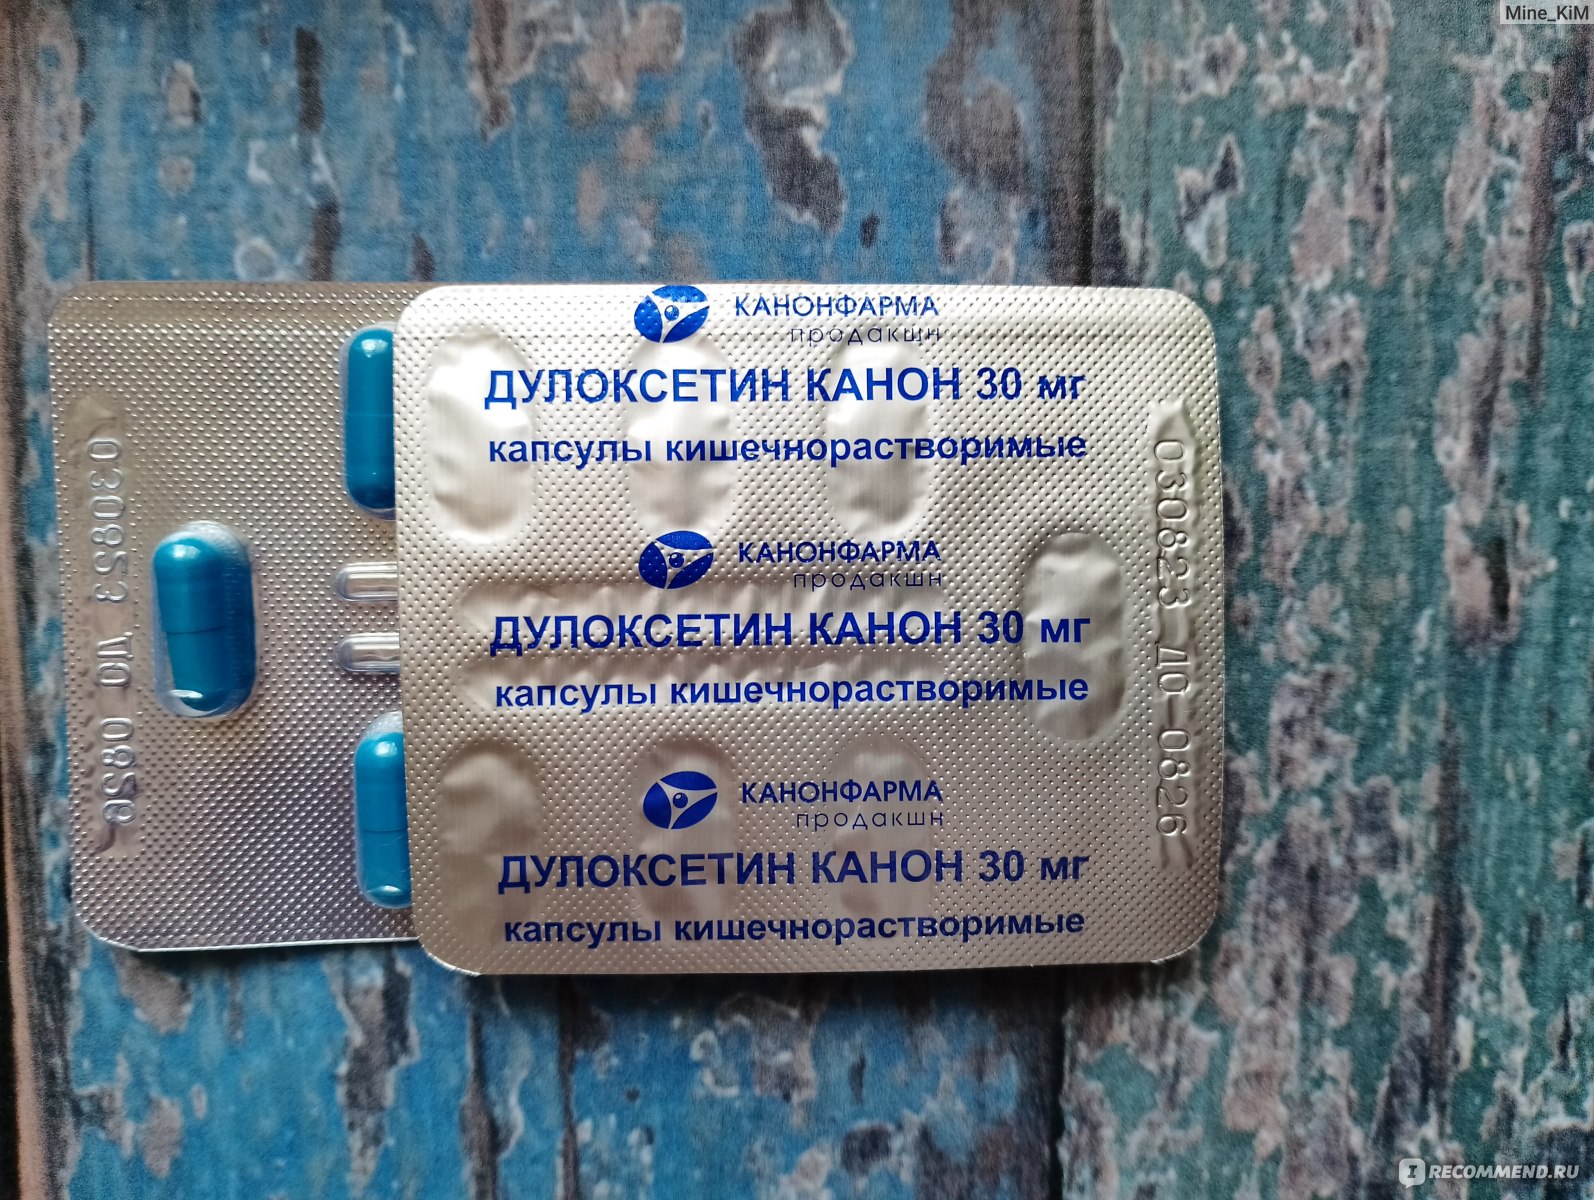 Mine_KiM
КАНОНФАРМА
продакшн
ДУЛОКСЕТИН КАНОН 30 мг
капсулы кишечнорастворимые
КАНОНФАРМА
продакшн
ДУЛОКСЕТИН КАНОН 30 мг
капсулы кишечнорастворимые
КАНОНФАРМА
продакшн
ДУЛОКСЕТИН КАНОН 30 мг
капсулы кишечнорастворимые
030823 ДО 0826
030823 ДО 0826
I RECOMMEND.RU